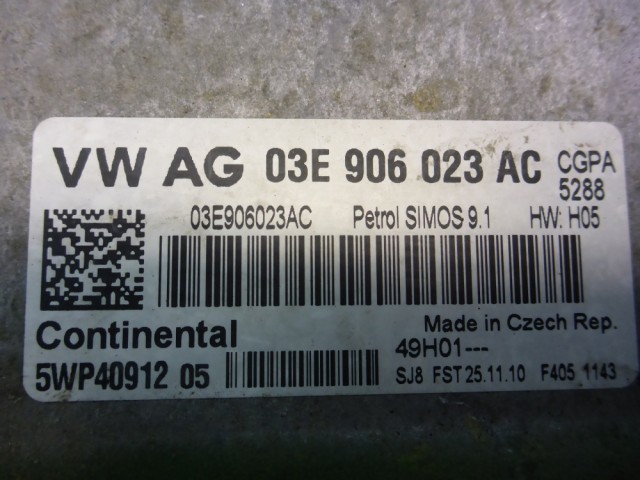 VW AG 03E 906 023 AC CGPA
5288
03E906023AC Petrol SIMOS 9.1 HW: H05
Continental Made in Czech Rep.
49H01---
5WP40912 05 SJ8 FST 25.11.10 F405 1143